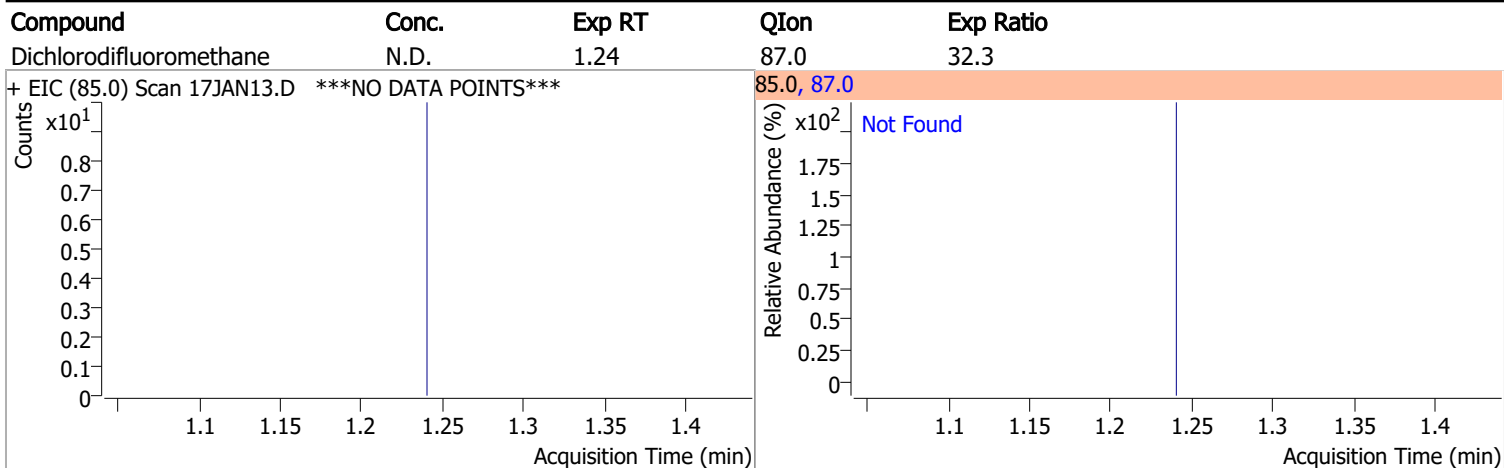 Compound Conc. Exp RT QIon Exp Ratio
Dichlorodifluoromethane N.D. 1.24 87.0 32.3
+ EIC (85.0) Scan 17JAN13.D ***NO DATA POINTS***
Counts
x10^1
0.8
0.7
0.6
0.5
0.4
0.3
0.2
0.1
0
1.1 1.15 1.2 1.25 1.3 1.35 1.4
Acquisition Time (min)
85.0, 87.0
Relative Abundance (%)
x10^2
Not Found
1.75
1.5
1.25
1
0.75
0.5
0.25
0
1.1 1.15 1.2 1.25 1.3 1.35 1.4
Acquisition Time (min)